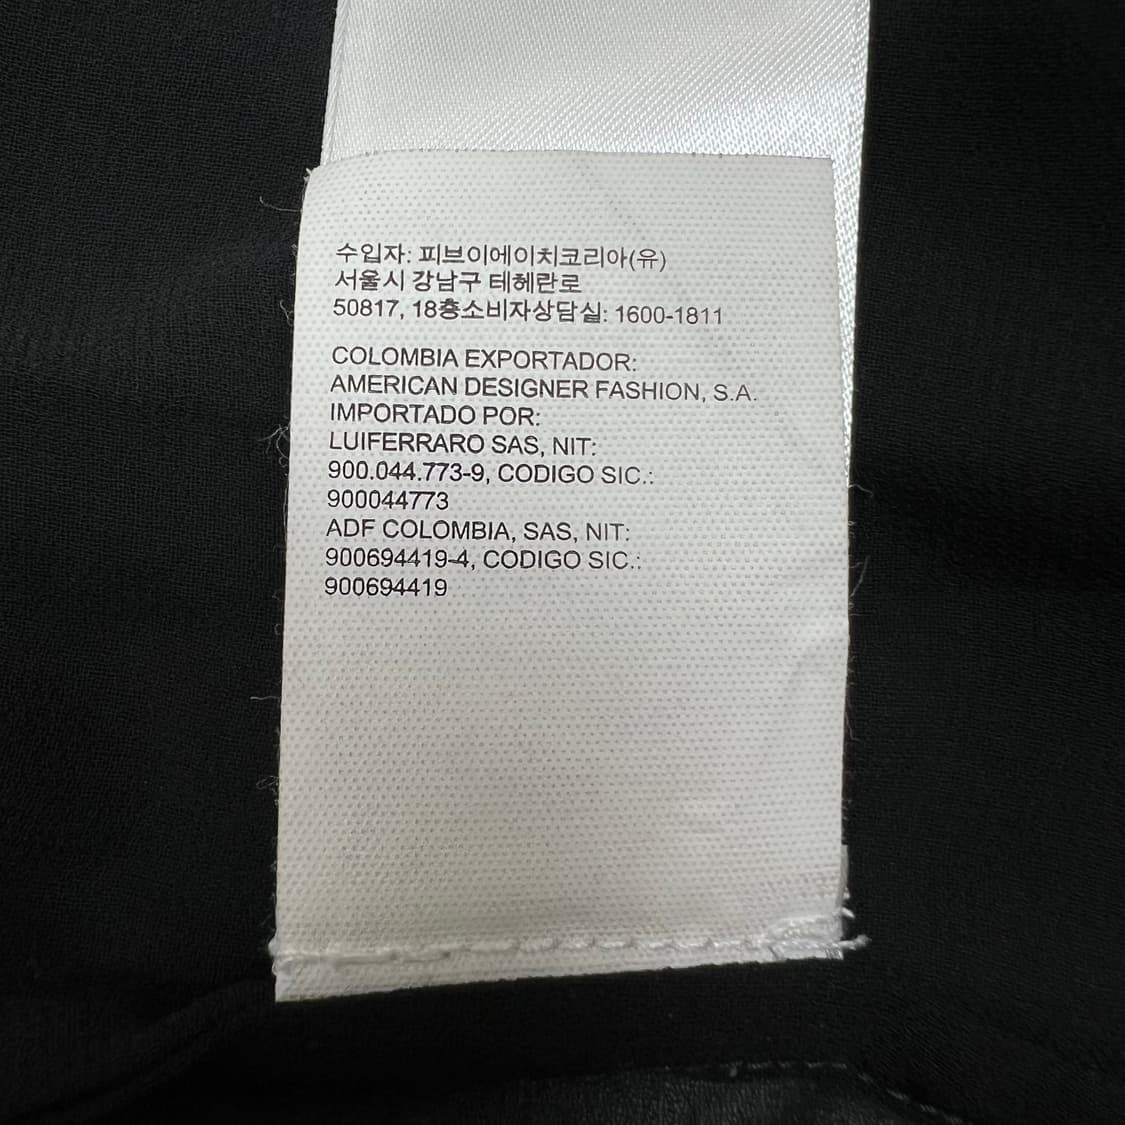 수입자: 피브이에이치코리아(유)
서울시 강남구 테헤란로
50817, 18층소비자상담실: 1600-1811
COLOMBIA EXPORTADOR:
AMERICAN DESIGNER FASHION, S.A.
IMPORTADO POR:
LUIFERRARO SAS, NIT:
900.044.773-9, CODIGO SIC.:
900044773
ADF COLOMBIA, SAS, NIT:
900694419-4, CODIGO SIC.:
900694419